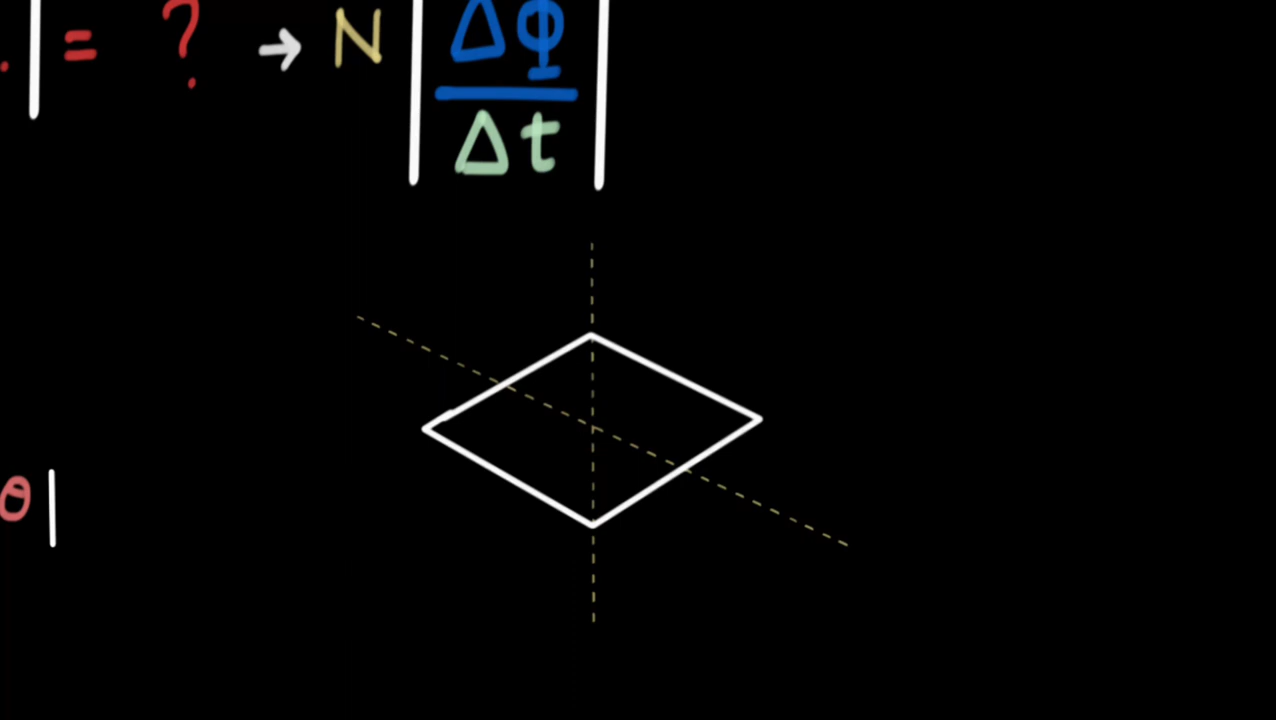 .| = ? → N |ΔΦ/Δt|
θ|